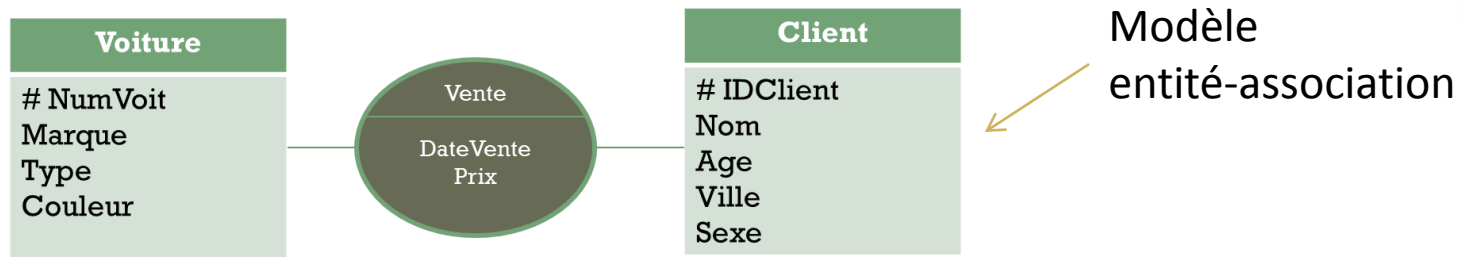 Voiture
# NumVoit
Marque
Type
Couleur
Vente
DateVente
Prix
Client
# IDClient
Nom
Age
Ville
Sexe
Modèle
entité-association